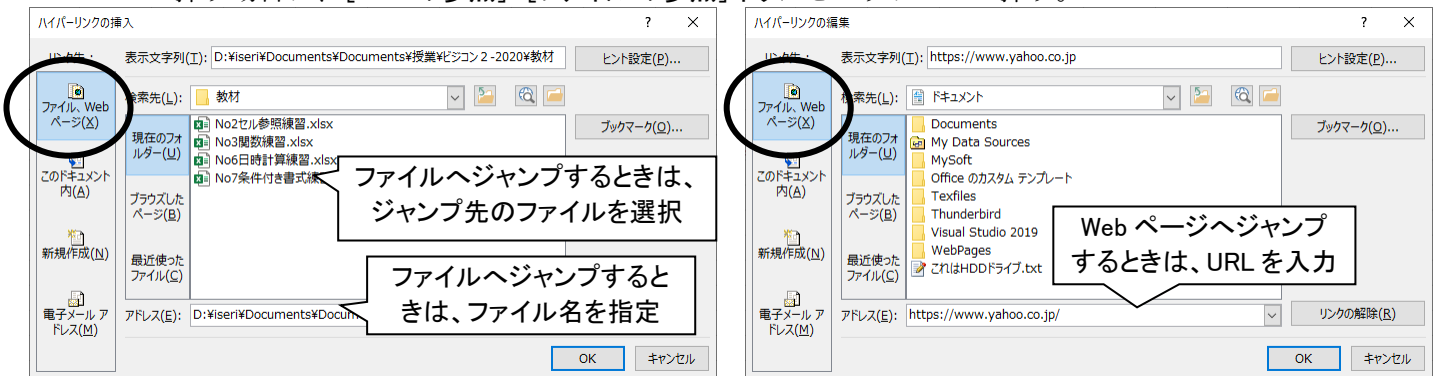 ハイパーリンクの挿入
? ×
表示文字列(T): D:¥iseri¥Documents¥Documents¥授業¥ビジコン２-2020¥教材
ヒント設定(P)...
ファイル、Web
ページ(X)
検索先(L): 教材
ブックマーク(O)...
現在のフォ
ルダー(U)
No2セル参照練習.xlsx
No3関数練習.xlsx
No6日時計算練習.xlsx
No7条件付き書式練
このドキュメント
内(A)
ブラウズした
ページ(B)
ファイルへジャンプするときは、
ジャンプ先のファイルを選択
新規作成(N)
最近使った
ファイル(C)
ファイルへジャンプすると
きは、ファイル名を指定
電子メール ア
ドレス(M)
アドレス(E): D:¥iseri¥Documents¥Docum
OK キャンセル
ハイパーリンクの編集
? ×
表示文字列(T): https://www.yahoo.co.jp
ヒント設定(P)...
ファイル、Web
ページ(X)
検索先(L): ドキュメント
ブックマーク(O)...
現在のフォ
ルダー(U)
Documents
My Data Sources
MySoft
Office のカスタム テンプレート
Texfiles
Thunderbird
Visual Studio 2019
WebPages
これはHDDドライブ.txt
このドキュメント
内(A)
ブラウズした
ページ(B)
Web ページへジャンプ
するときは、URL を入力
新規作成(N)
最近使った
ファイル(C)
電子メール ア
ドレス(M)
アドレス(E): https://www.yahoo.co.jp/
リンクの解除(R)
OK キャンセル